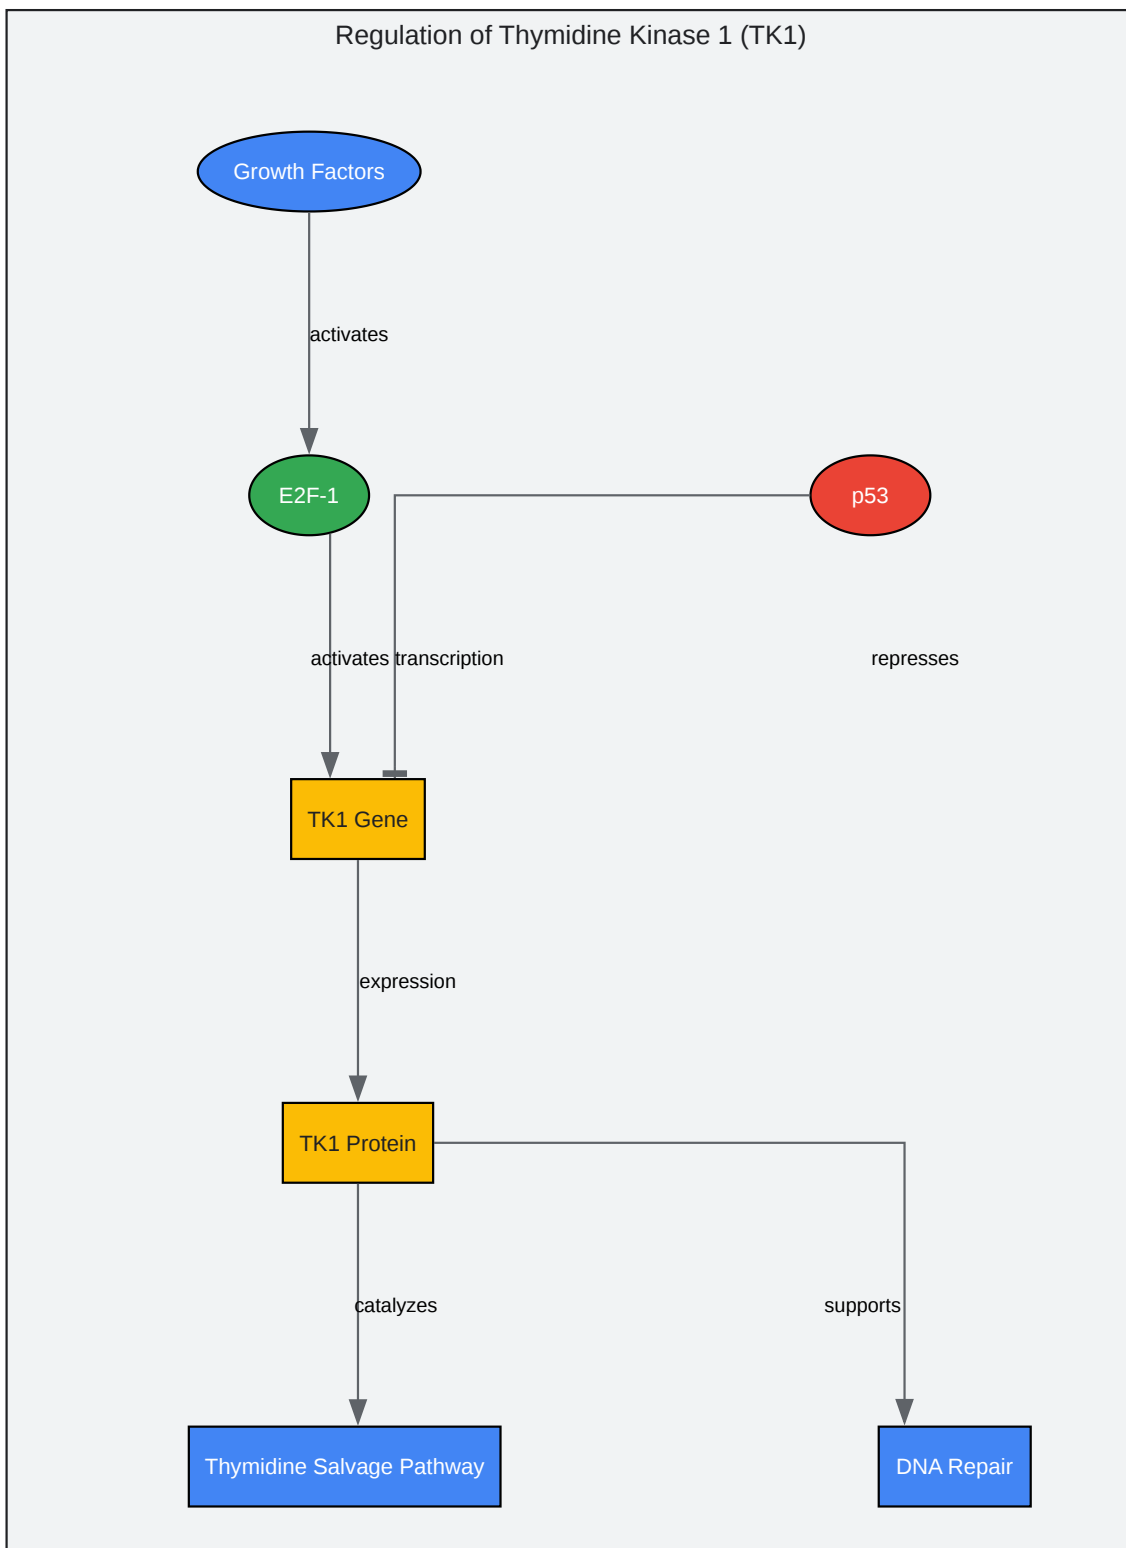 Regulation of Thymidine Kinase 1 (TK1)
Growth Factors
activates
E2F-1
p53
activates transcription
represses
TK1 Gene
expression
TK1 Protein
catalyzes
supports
Thymidine Salvage Pathway
DNA Repair